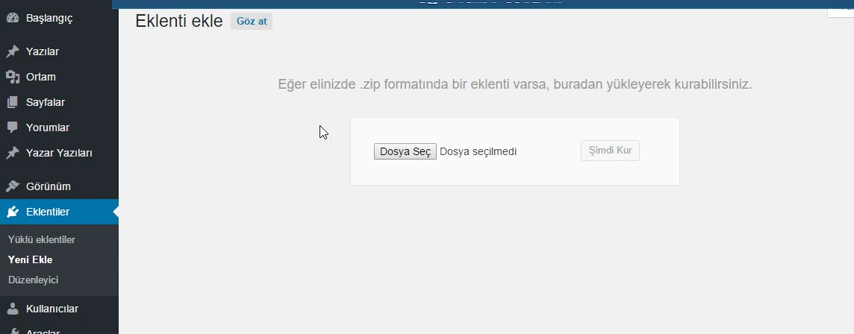 Başlangıç
Yazılar
Ortam
Sayfalar
Yorumlar
Yazar Yazıları
Görünüm
Eklentiler
Yüklü eklentiler
Yeni Ekle
Düzenleyici
Kullanıcılar
Araçlar
Eklenti ekle Göz at
Eğer elinizde .zip formatında bir eklenti varsa, buradan yükleyerek kurabilirsiniz.
Dosya Seç Dosya seçilmedi Şimdi Kur